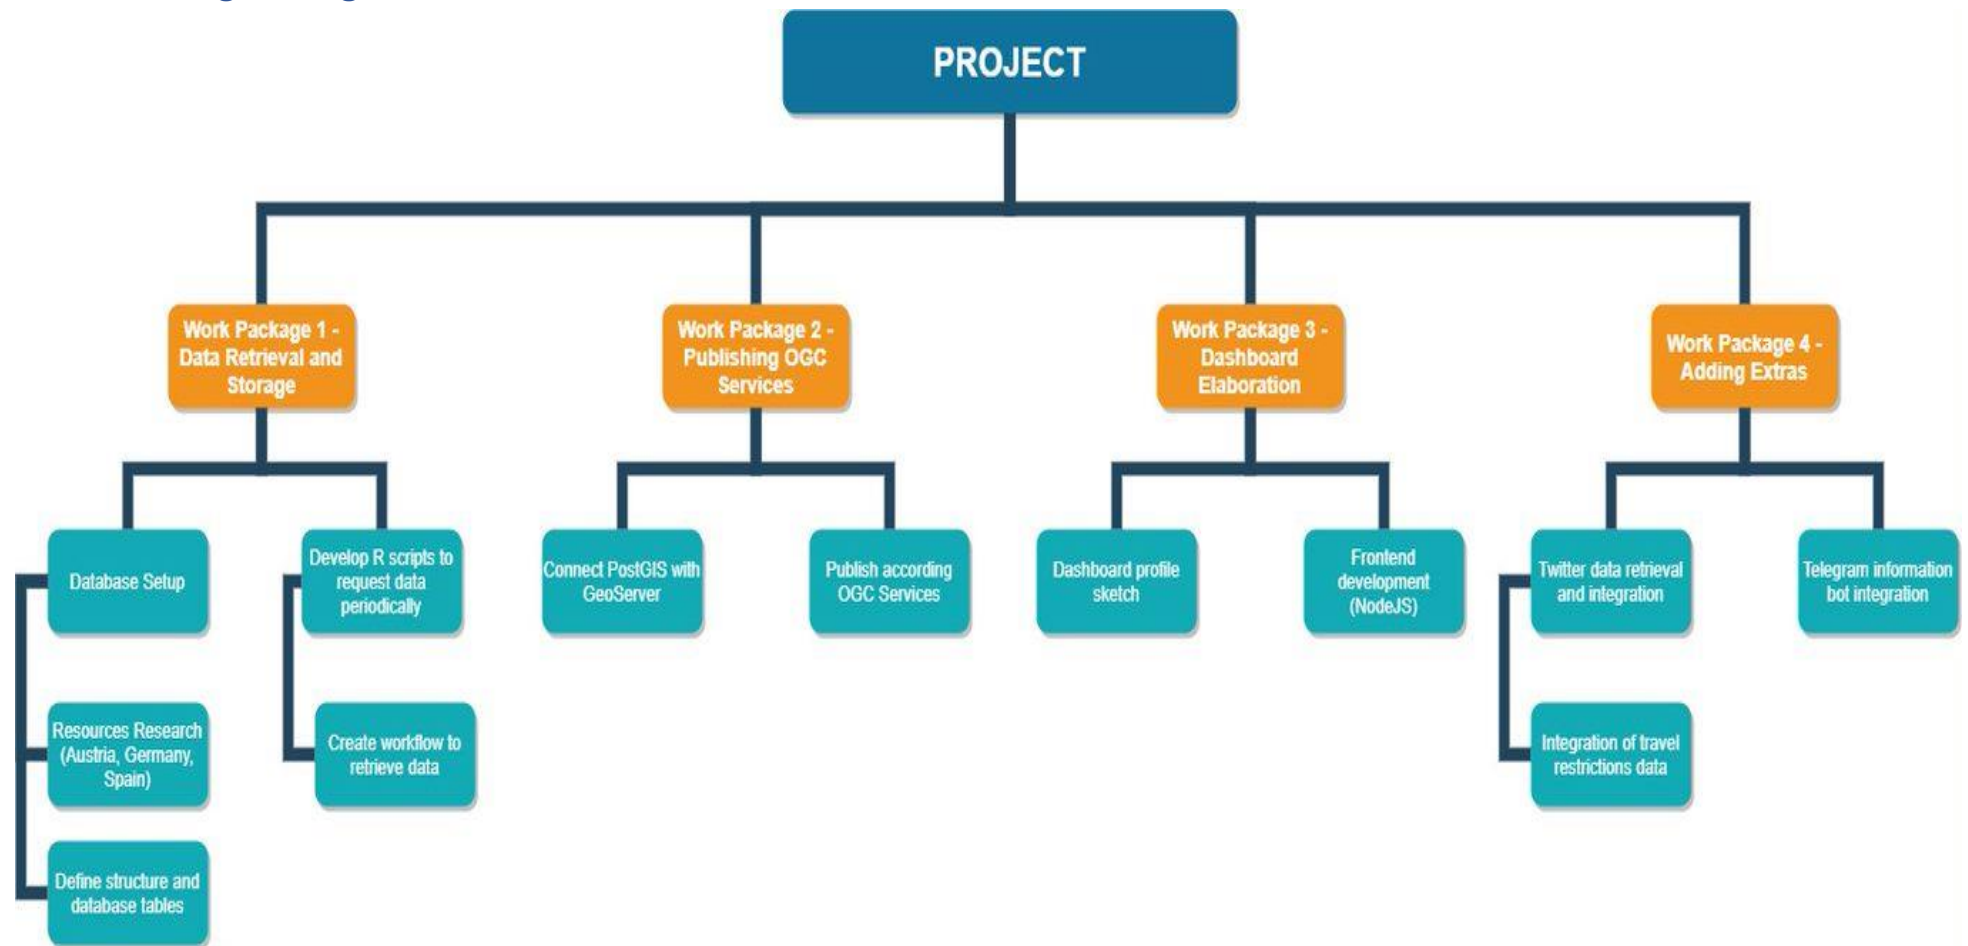 PROJECT
Work Package 1 -
Data Retrieval and
Storage
Work Package 2 -
Publishing OGC
Services
Work Package 3 -
Dashboard
Elaboration
Work Package 4 -
Adding Extras
Database Setup
Develop R scripts to
request data
periodically
Connect PostGIS with
GeoServer
Publish according
OGC Services
Dashboard profile
sketch
Frontend
development
(NodeJS)
Twitter data retrieval
and integration
Telegram information
bot integration
Resources Research
(Austria, Germany,
Spain)
Create workflow to
retrieve data
Integration of travel
restrictions data
Define structure and
database tables